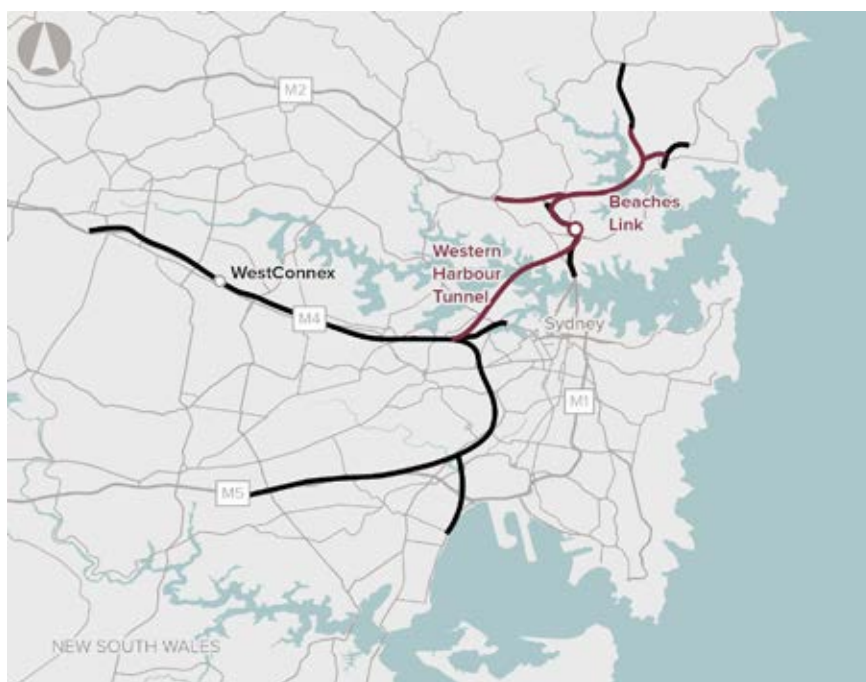 M2
Beaches
Link
Western
Harbour
Tunnel
WestConnex
M4
Sydney
M1
M5
NEW SOUTH WALES